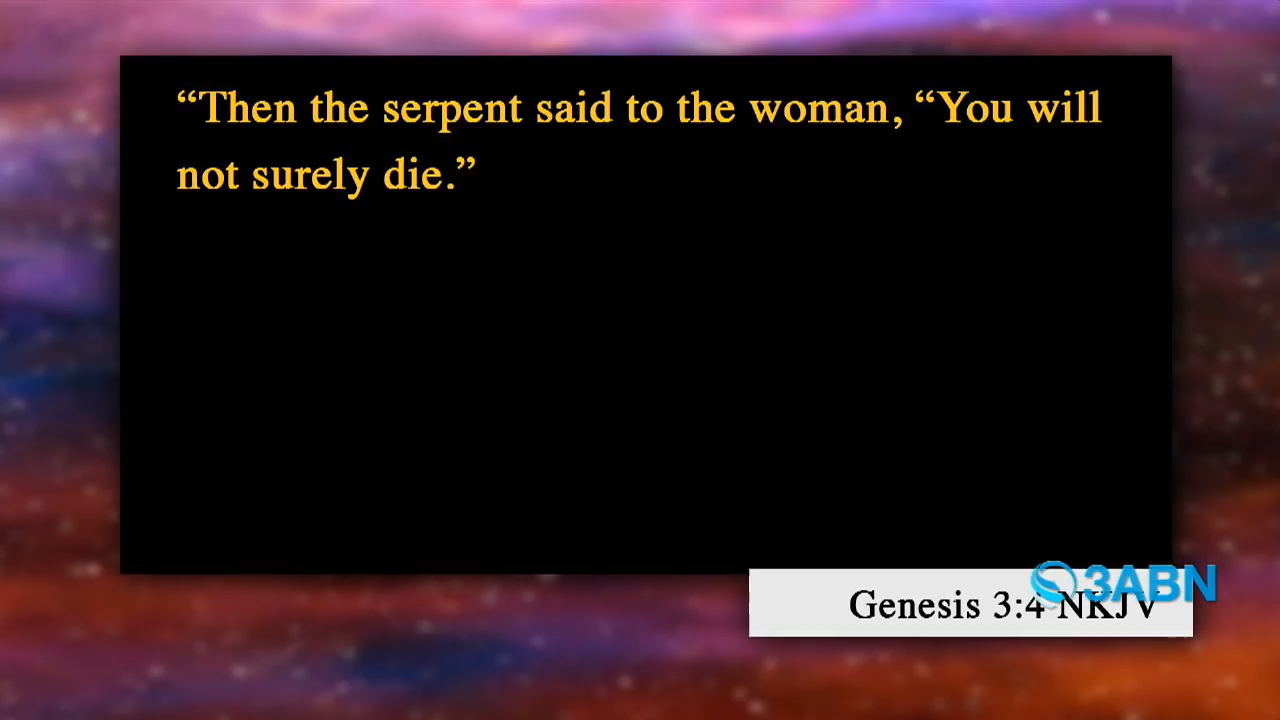 “Then the serpent said to the woman, “You will
not surely die.”
3ABN
Genesis 3:4 NKJV